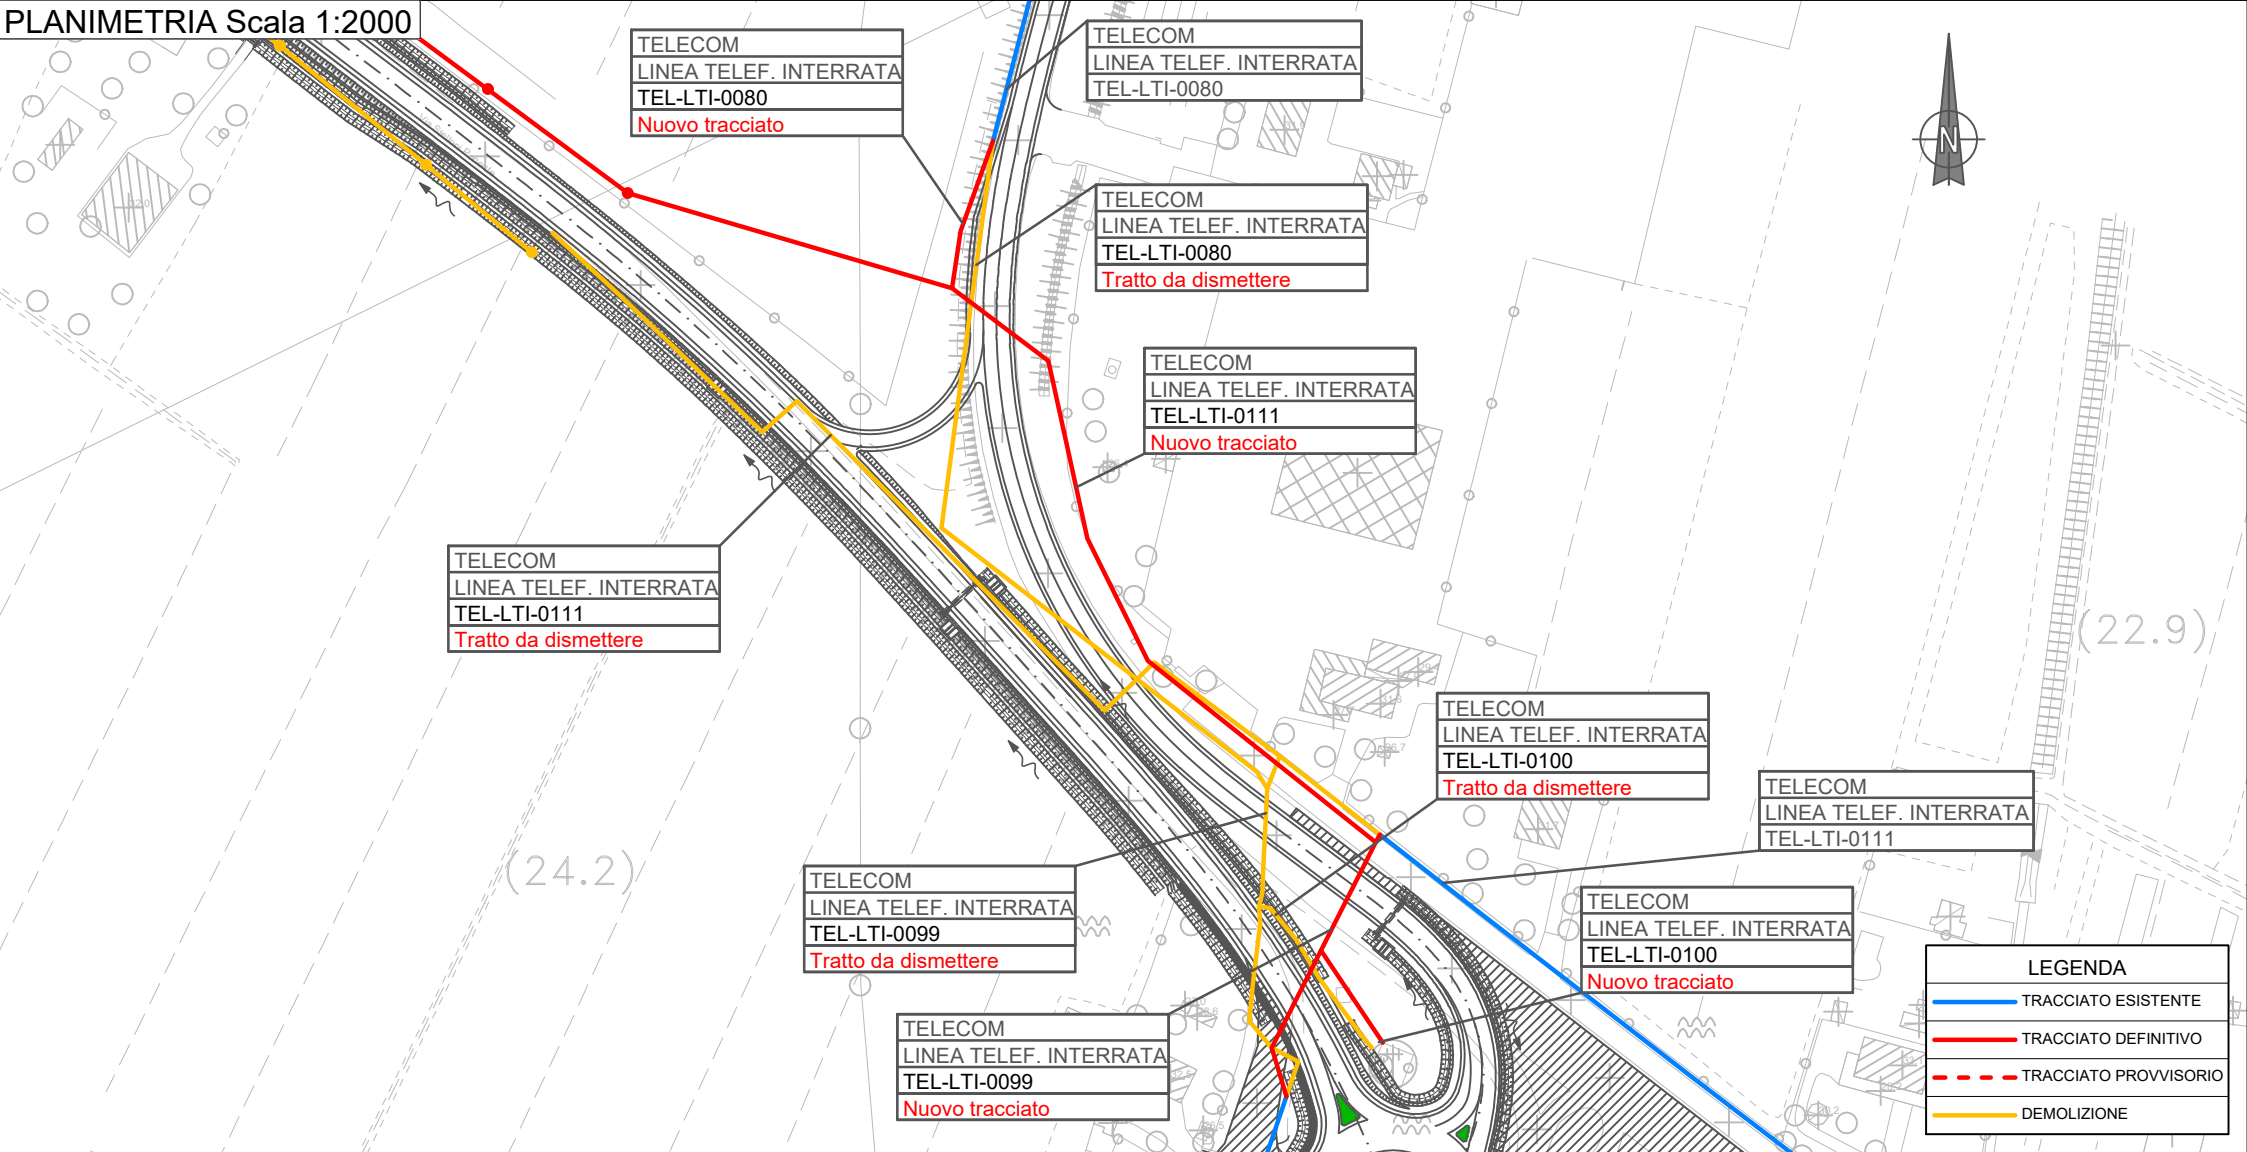 PLANIMETRIA Scala 1:2000
TELECOM
LINEA TELEF. INTERRATA
TEL-LTI-0080
Nuovo tracciato
TELECOM
LINEA TELEF. INTERRATA
TEL-LTI-0080
N
TELECOM
LINEA TELEF. INTERRATA
TEL-LTI-0080
Tratto da dismettere
TELECOM
LINEA TELEF. INTERRATA
TEL-LTI-0111
Nuovo tracciato
TELECOM
LINEA TELEF. INTERRATA
TEL-LTI-0111
Tratto da dismettere
(22.9)
TELECOM
LINEA TELEF. INTERRATA
TEL-LTI-0100
Tratto da dismettere
TELECOM
LINEA TELEF. INTERRATA
TEL-LTI-0111
(24.2)
TELECOM
LINEA TELEF. INTERRATA
TEL-LTI-0099
Tratto da dismettere
TELECOM
LINEA TELEF. INTERRATA
TEL-LTI-0100
Nuovo tracciato
TELECOM
LINEA TELEF. INTERRATA
TEL-LTI-0099
Nuovo tracciato
LEGENDA
TRACCIATO ESISTENTE
TRACCIATO DEFINITIVO
TRACCIATO PROVVISORIO
DEMOLIZIONE